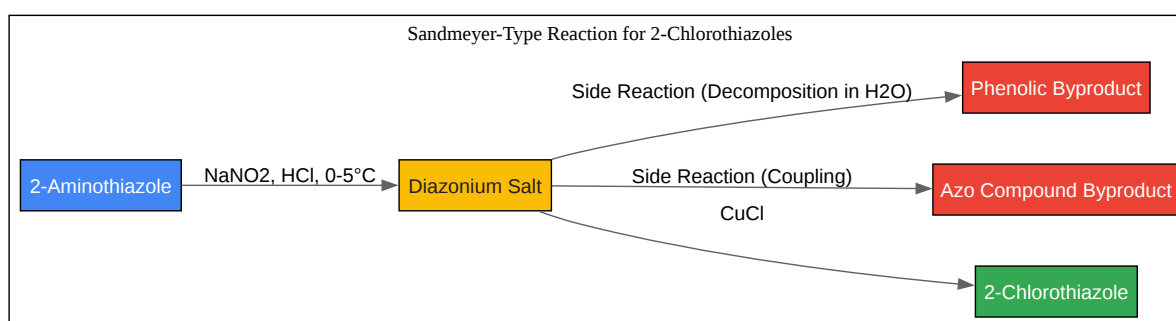 Sandmeyer-Type Reaction for 2-Chlorothiazoles
Side Reaction (Decomposition in H2O)
Phenolic Byproduct
2-Aminothiazole
NaNO2, HCl, 0-5°C
Diazonium Salt
Side Reaction (Coupling)
Azo Compound Byproduct
CuCl
2-Chlorothiazole